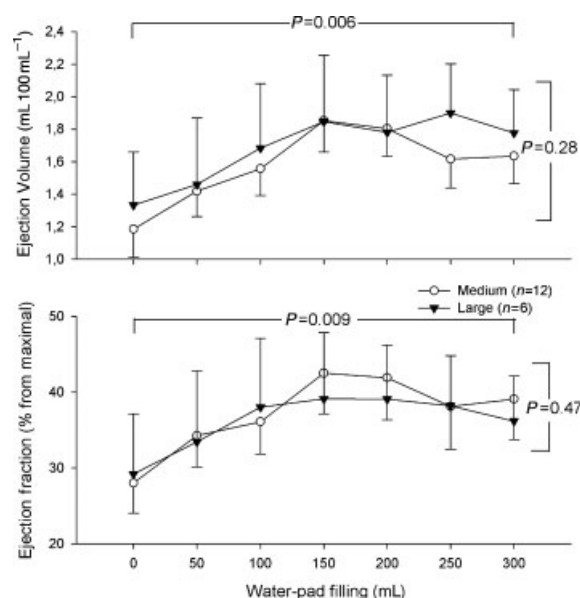 P=0.006
Ejection Volume (mL 100 mL⁻¹)
2,4
2,2
2,0
1,8
1,6
1,4
1,2
1,0
P=0.28
Medium (n=12)
Large (n=6)
P=0.009
Ejection fraction (% from maximal)
50
40
30
20
P=0.47
0 50 100 150 200 250 300
Water-pad filling (mL)